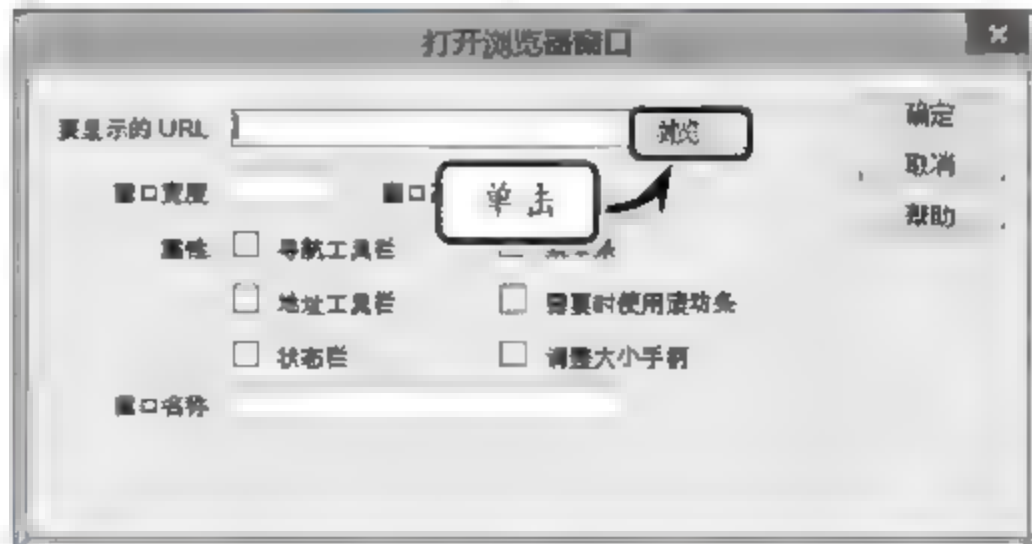 打开浏览器窗口
要显示的 URL 浏览 确定
取消
窗口宽度 窗口 单击
帮助
属性 导航工具栏
地址工具栏 需要时使用滚动条
状态栏 调整大小手柄
窗口名称